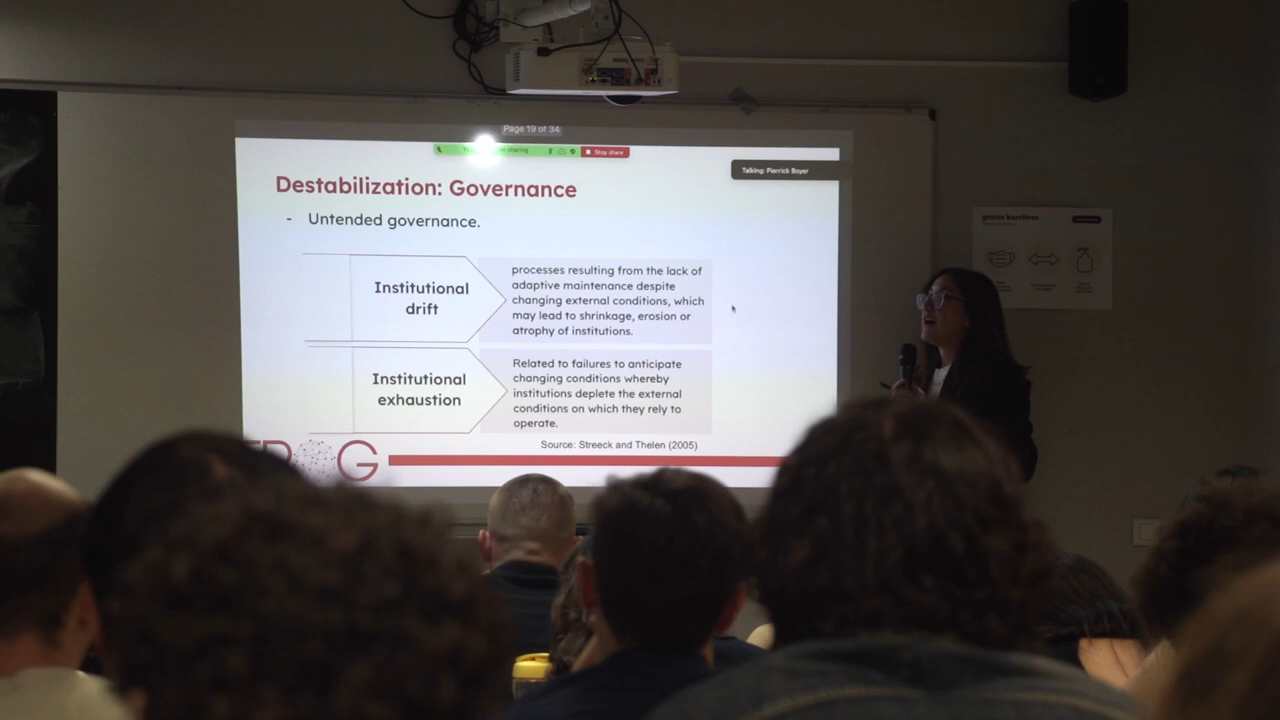 Page 19 of 34
sharing
Stop share
Talking: Pierrick Boyer
Destabilization: Governance
- Untended governance.
Institutional
drift
processes resulting from the lack of
adaptive maintenance despite
changing external conditions, which
may lead to shrinkage, erosion or
atrophy of institutions.
Institutional
exhaustion
Related to failures to anticipate
changing conditions whereby
institutions deplete the external
conditions on which they rely to
operate.
Source: Streeck and Thelen (2005)
gestes barrières